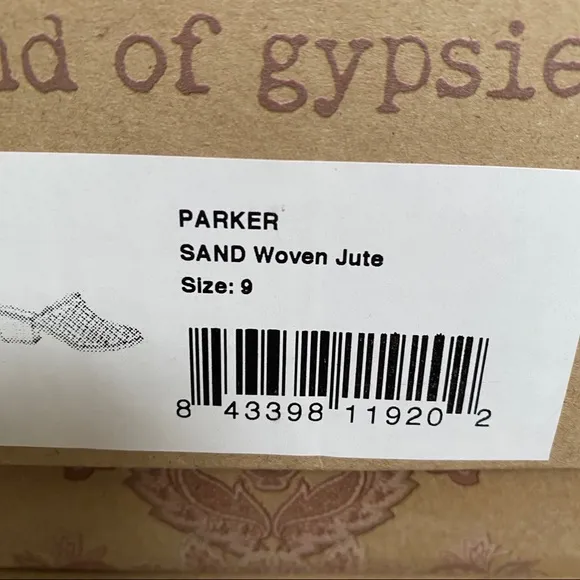 nd of gypsie
PARKER
SAND Woven Jute
Size: 9
8 43398 11920 2